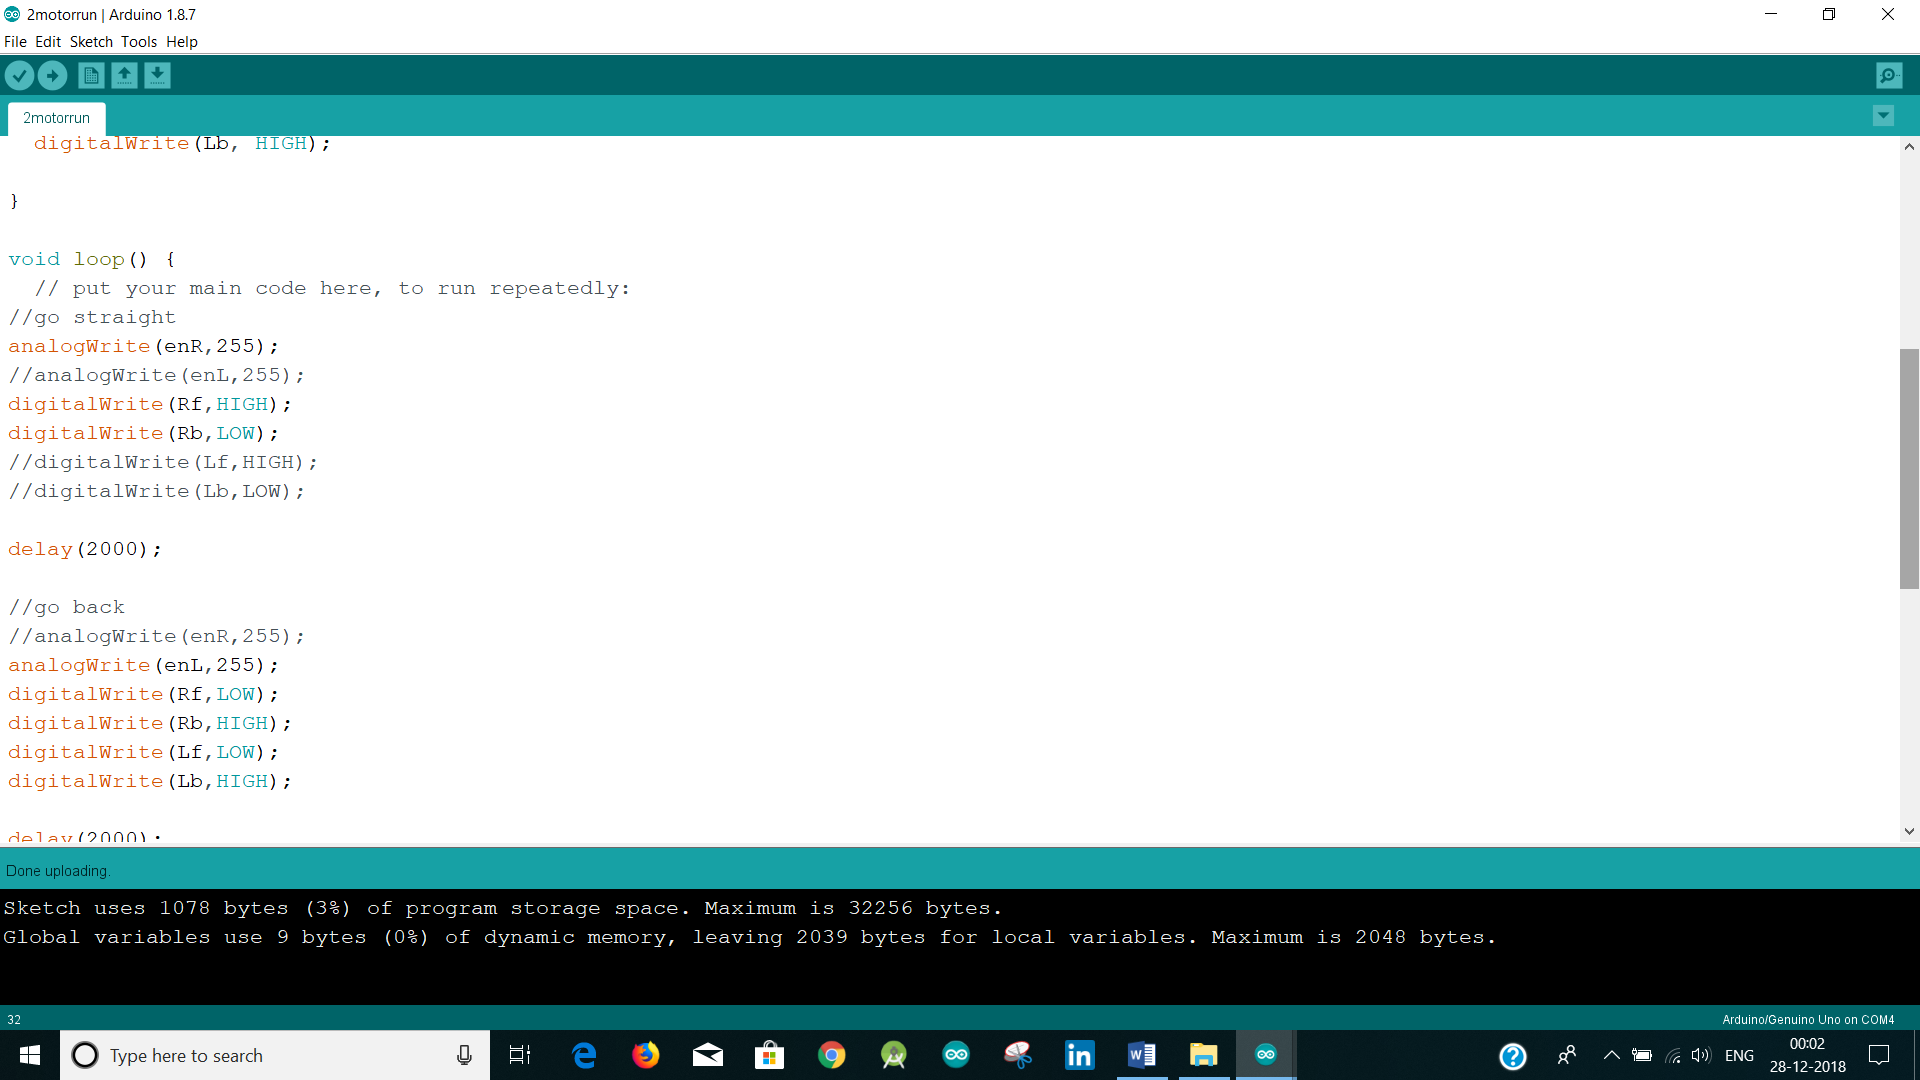 2motorrun | Arduino 1.8.7
File Edit Sketch Tools Help
2motorrun
  digitalWrite(Lb, HIGH);
}
void loop() {
  // put your main code here, to run repeatedly:
//go straight
analogWrite(enR,255);
//analogWrite(enL,255);
digitalWrite(Rf,HIGH);
digitalWrite(Rb,LOW);
//digitalWrite(Lf,HIGH);
//digitalWrite(Lb,LOW);
delay(2000);
//go back
//analogWrite(enR,255);
analogWrite(enL,255);
digitalWrite(Rf,LOW);
digitalWrite(Rb,HIGH);
digitalWrite(Lf,LOW);
digitalWrite(Lb,HIGH);
delay(2000);
Done uploading.
Sketch uses 1078 bytes (3%) of program storage space. Maximum is 32256 bytes.
Global variables use 9 bytes (0%) of dynamic memory, leaving 2039 bytes for local variables. Maximum is 2048 bytes.
32
Arduino/Genuino Uno on COM4
Type here to search
ENG
00:02
28-12-2018